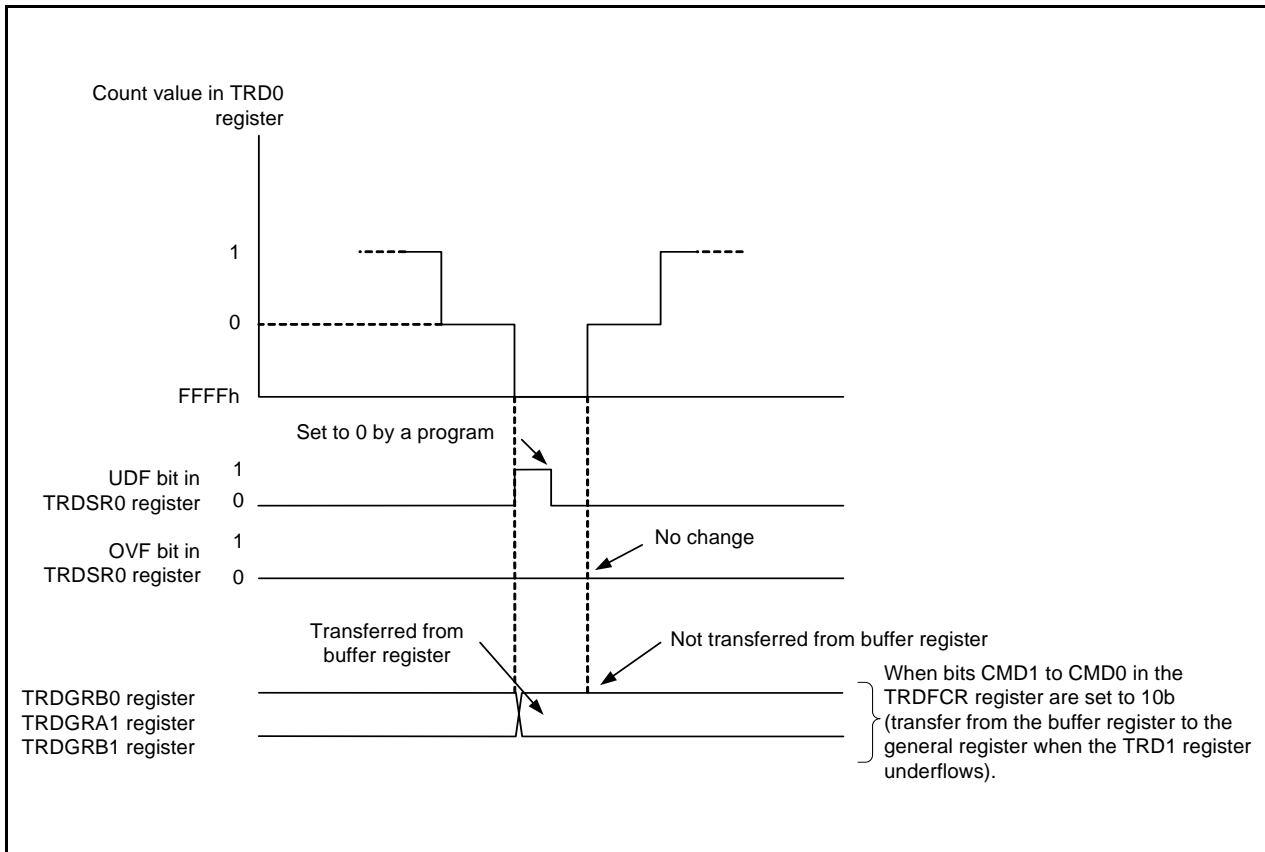 Count value in TRD0
register
1
0
FFFFh
Set to 0 by a program
UDF bit in
TRDSR0 register
1
0
No change
OVF bit in
TRDSR0 register
1
0
Transferred from
buffer register
Not transferred from buffer register
TRDGRB0 register
TRDGRA1 register
TRDGRB1 register
When bits CMD1 to CMD0 in the
TRDFCR register are set to 10b
(transfer from the buffer register to the
general register when the TRD1 register
underflows).